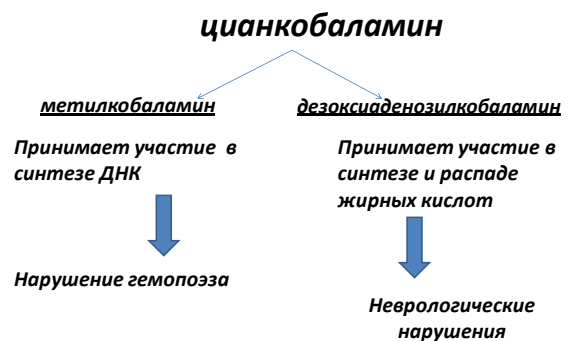 цианкобаламин
метилкобаламин
Принимает участие в
синтезе ДНК
Нарушение гемопоэза
дезоксиаденозилкобаламин
Принимает участие в
синтезе и распаде
жирных кислот
Неврологические
нарушения